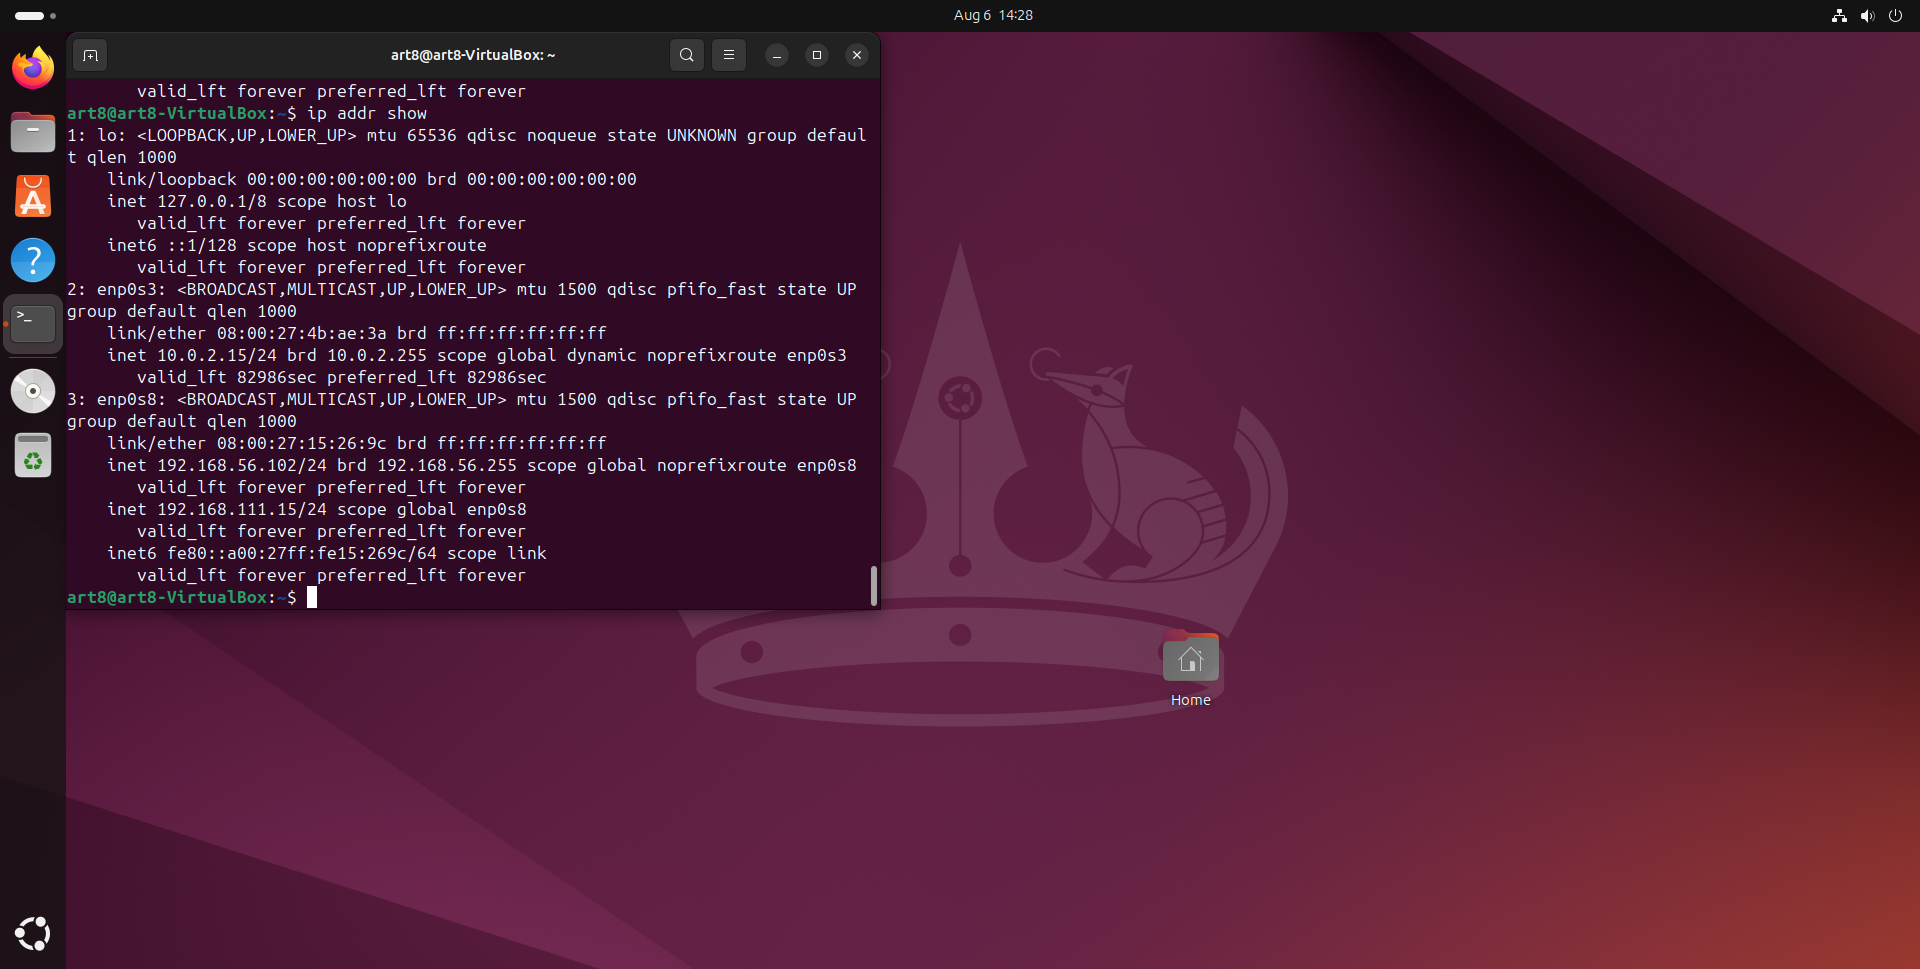 Aug 6 14:28
art8@art8-VirtualBox: ~
valid_lft forever preferred_lft forever
art8@art8-VirtualBox:~$ ip addr show
1: lo: <LOOPBACK,UP,LOWER_UP> mtu 65536 qdisc noqueue state UNKNOWN group defaul
t qlen 1000
link/loopback 00:00:00:00:00:00 brd 00:00:00:00:00:00
inet 127.0.0.1/8 scope host lo
valid_lft forever preferred_lft forever
inet6 ::1/128 scope host noprefixroute
valid_lft forever preferred_lft forever
2: enp0s3: <BROADCAST,MULTICAST,UP,LOWER_UP> mtu 1500 qdisc pfifo_fast state UP
group default qlen 1000
link/ether 08:00:27:4b:ae:3a brd ff:ff:ff:ff:ff:ff
inet 10.0.2.15/24 brd 10.0.2.255 scope global dynamic noprefixroute enp0s3
valid_lft 82986sec preferred_lft 82986sec
3: enp0s8: <BROADCAST,MULTICAST,UP,LOWER_UP> mtu 1500 qdisc pfifo_fast state UP
group default qlen 1000
link/ether 08:00:27:15:26:9c brd ff:ff:ff:ff:ff:ff
inet 192.168.56.102/24 brd 192.168.56.255 scope global noprefixroute enp0s8
valid_lft forever preferred_lft forever
inet 192.168.111.15/24 scope global enp0s8
valid_lft forever preferred_lft forever
inet6 fe80::a00:27ff:fe15:269c/64 scope link
valid_lft forever preferred_lft forever
art8@art8-VirtualBox:~$
Home